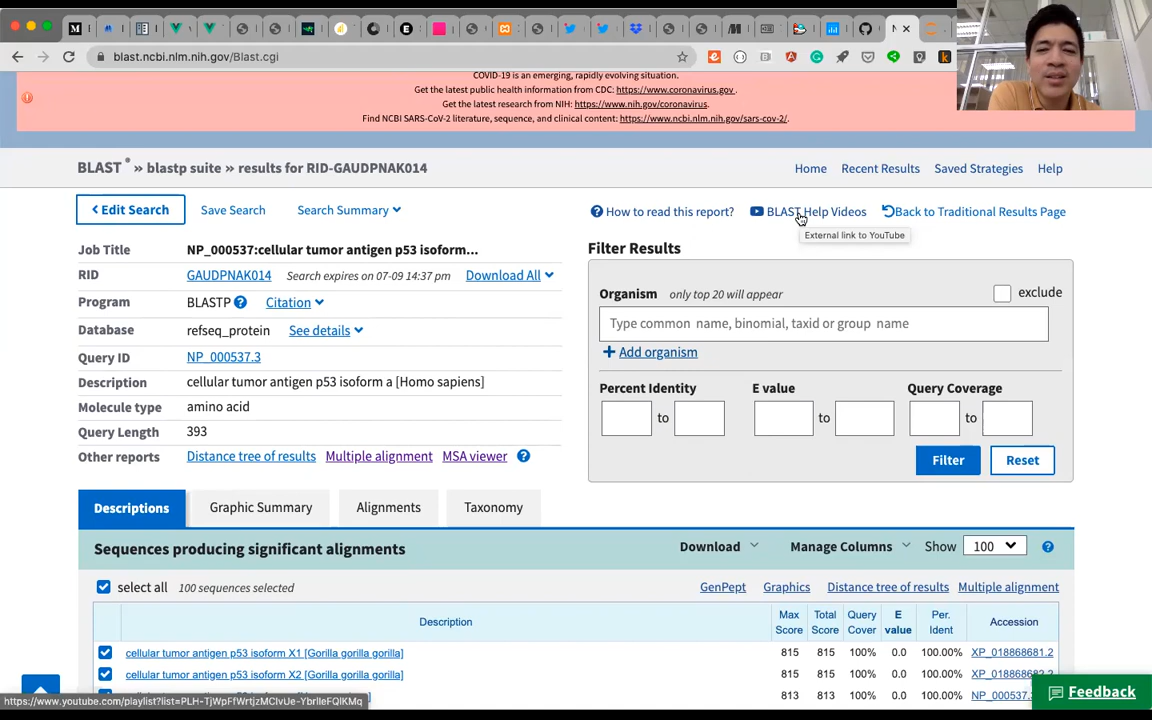 blast.ncbi.nlm.nih.gov/Blast.cgi
COVID-19 is an emerging, rapidly evolving situation.
Get the latest public health information from CDC: https://www.coronavirus.gov .
Get the latest research from NIH: https://www.nih.gov/coronavirus.
Find NCBI SARS-CoV-2 literature, sequence, and clinical content: https://www.ncbi.nlm.nih.gov/sars-cov-2/.
BLAST ® » blastp suite » results for RID-GAUDPNAK014
Home Recent Results Saved Strategies Help
< Edit Search Save Search Search Summary
How to read this report? BLAST Help Videos Back to Traditional Results Page
External link to YouTube
Job Title NP_000537:cellular tumor antigen p53 isoform...
RID GAUDPNAK014 Search expires on 07-09 14:37 pm Download All
Program BLASTP ? Citation
Database refseq_protein See details
Query ID NP_000537.3
Description cellular tumor antigen p53 isoform a [Homo sapiens]
Molecule type amino acid
Query Length 393
Other reports Distance tree of results Multiple alignment MSA viewer ?
Filter Results
Organism only top 20 will appear exclude
Type common name, binomial, taxid or group name
+ Add organism
Percent Identity E value Query Coverage
to to to
Filter Reset
Descriptions Graphic Summary Alignments Taxonomy
Sequences producing significant alignments Download Manage Columns Show 100 ?
select all 100 sequences selected GenPept Graphics Distance tree of results Multiple alignment
Description Max Score Total Score Query Cover E value Per. Ident Accession
cellular tumor antigen p53 isoform X1 [Gorilla gorilla gorilla] 815 815 100% 0.0 100.00% XP_018868681.2
cellular tumor antigen p53 isoform X2 [Gorilla gorilla gorilla] 815 815 100% 0.0 100.00%
813 813 100% 0.0 100.00% NP_000537.
Feedback
https://www.youtube.com/playlist?list=PLH-TjWpFfWrtjzMCIvUe-YbrlleFQlKMq